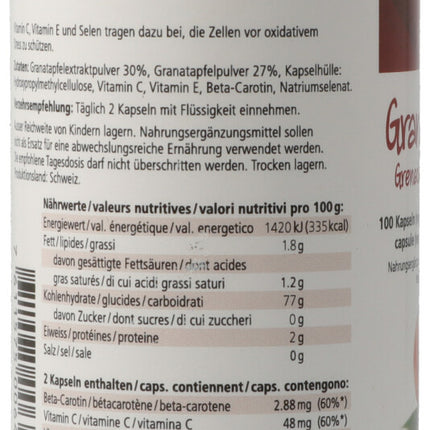 Vitamin C, Vitamin E und Selen tragen dazu bei, die Zellen vor oxidativem
zu schützen.
Granatapfelextraktpulver 30%, Granatapfelpulver 27%, Kapselhülle:
Vitamin C, Vitamin E, Beta-Carotin, Natriumselenat.
Täglich 2 Kapseln mit Flüssigkeit einnehmen.
Reichweite von Kindern lagern. Nahrungsergänzungsmittel sollen
nicht als Ersatz für eine abwechslungsreiche Ernährung verwendet werden.
Die empfohlene Tagesdosis darf nicht überschritten werden. Trocken lagern.
Produktionsland: Schweiz.
Nährwerte/valeurs nutritives/valori nutritivi pro 100g:
Energiewert/val. énergétique/val. energetico 1420 kJ (335kcal)
Fett/lipides/grassi 1.8g
davon gesättigte Fettsäuren/dont acides
gras saturés/di cui acidi grassi saturi 1.2g
Kohlenhydrate/glucides/carboidrati 77g
davon Zucker/dont sucres/di cui zuccheri 0g
Eiweiss/protéines/proteine 2g
Salz/sel/sale 0g
2 Kapseln enthalten/caps. contiennent/caps. contengono:
Beta-Carotin/bétacarotène/beta-carotene 2.88 mg (60%*)
Vitamin C/vitamine C/vitamina C 48 mg (60%*)
100 Kapseln